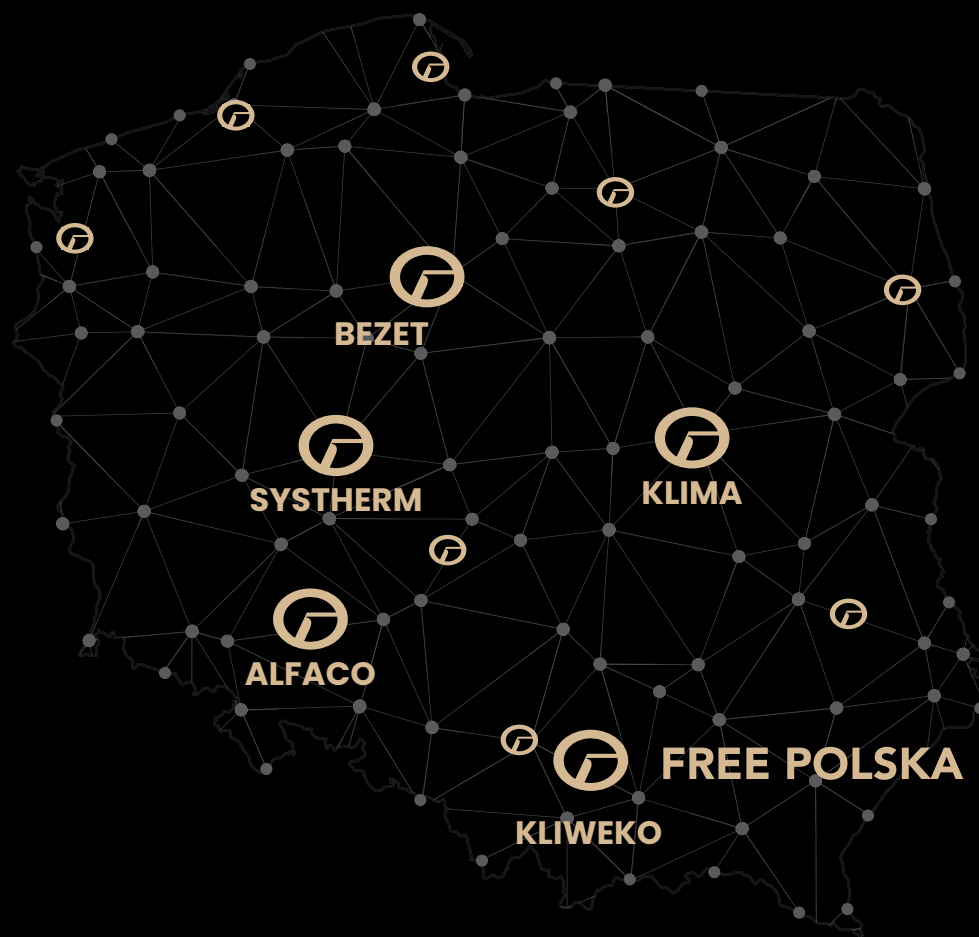 BEZET
SYSTHERM
KLIMA
ALFACO
FREE POLSKA
KLIWEKO